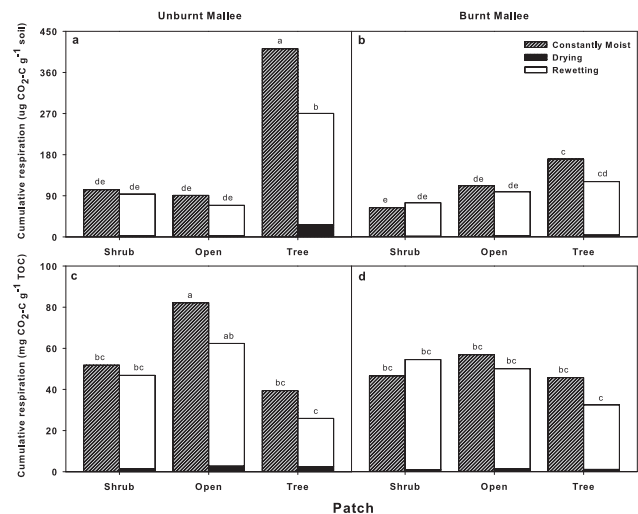 Unburnt Mallee Burnt Mallee
Cumulative respiration (ug CO₂-C g⁻¹ soil)
450
360
270
180
90
0
a
de de de de a b
Shrub Open Tree
b
Constantly Moist
Drying
Rewetting
e de de de c cd
Shrub Open Tree
Cumulative respiration (mg CO₂-C g⁻¹ TOC)
100
80
60
40
20
0
c
bc bc a ab bc c
Shrub Open Tree
d
bc bc bc bc bc c
Shrub Open Tree
Patch